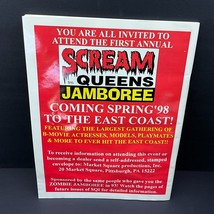 YOU ARE ALL INVITED TO
ATTEND THE FIRST ANNUAL
SCREAM
QUEENS
JAMBOREE
COMING SPRING'98
TO THE EAST COAST!
FEATURING THE LARGEST GATHERING OF
B-MOVIE ACTRESSES, MODELS, PLAYMATES
& MORE TO EVER HIT THE EAST COAST!!
To receive information on attending this event or
becoming a dealer send a self-addressed, stamped
envelope to: Market Square productions, Inc.
20 Market Square, Pittsburgh, PA 15222
Sponsored by the same people who gave you the
ZOMBIE JAMBOREE in 93! Watch the pages of
future issues of SQI for detailed information.